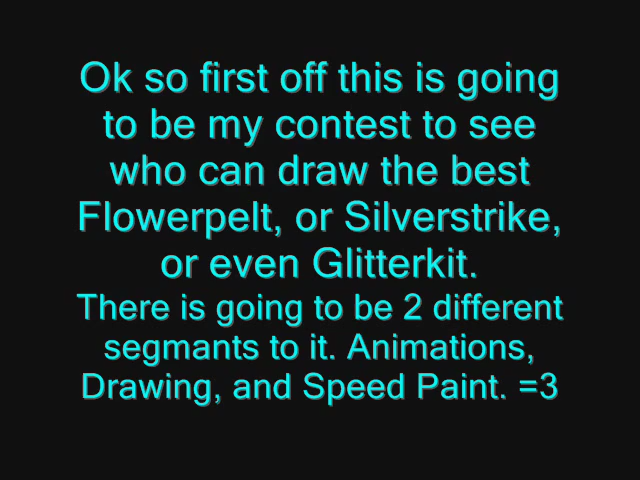 Ok so first off this is going
to be my contest to see
who can draw the best
Flowerpelt, or Silverstrike,
or even Glitterkit.
There is going to be 2 different
segmants to it. Animations,
Drawing, and Speed Paint. =3